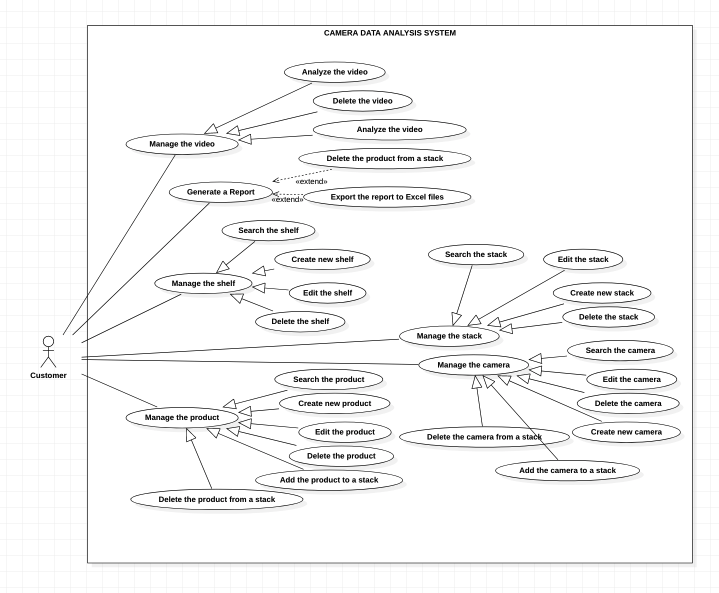 CAMERA DATA ANALYSIS SYSTEM
Analyze the video
Delete the video
Analyze the video
Manage the video
Delete the product from a stack
«extend»
Generate a Report
Export the report to Excel files
«extend»
Search the shelf
Create new shelf
Manage the shelf
Edit the shelf
Delete the shelf
Search the stack
Edit the stack
Create new stack
Delete the stack
Manage the stack
Search the camera
Manage the camera
Edit the camera
Delete the camera
Create new camera
Delete the camera from a stack
Add the camera to a stack
Customer
Search the product
Create new product
Manage the product
Edit the product
Delete the product
Add the product to a stack
Delete the product from a stack